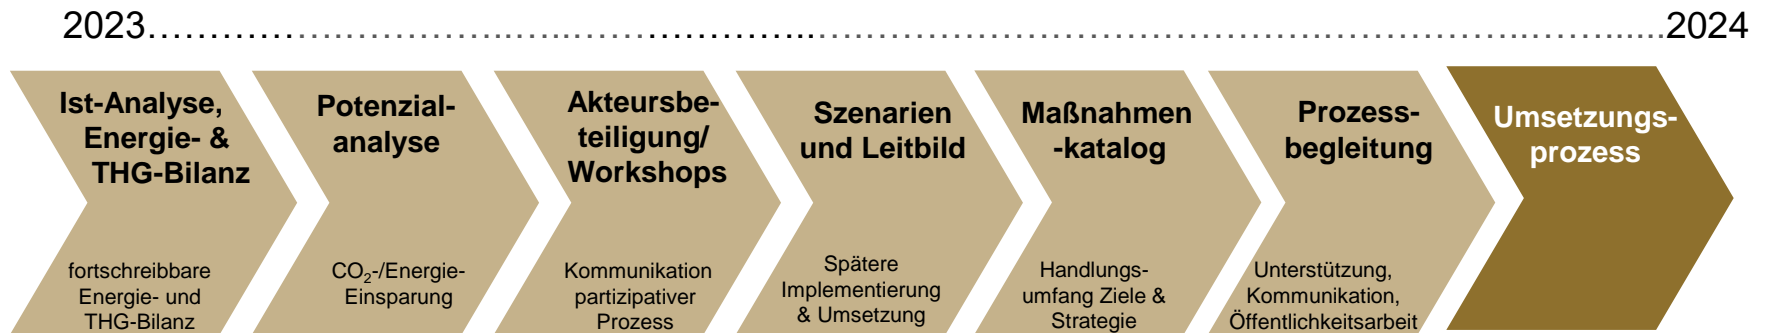 2023……………………………………………………………………………………2024
Ist-Analyse,
Energie- &
THG-Bilanz
fortschreibbare
Energie- und
THG-Bilanz
Potenzial-
analyse
CO₂-/Energie-
Einsparung
Akteursbe-
teiligung/
Workshops
Kommunikation
partizipativer
Prozess
Szenarien
und Leitbild
Spätere
Implementierung
& Umsetzung
Maßnahmen
-katalog
Handlungs-
umfang Ziele &
Strategie
Prozess-
begleitung
Unterstützung,
Kommunikation,
Öffentlichkeitsarbeit
Umsetzungs-
prozess